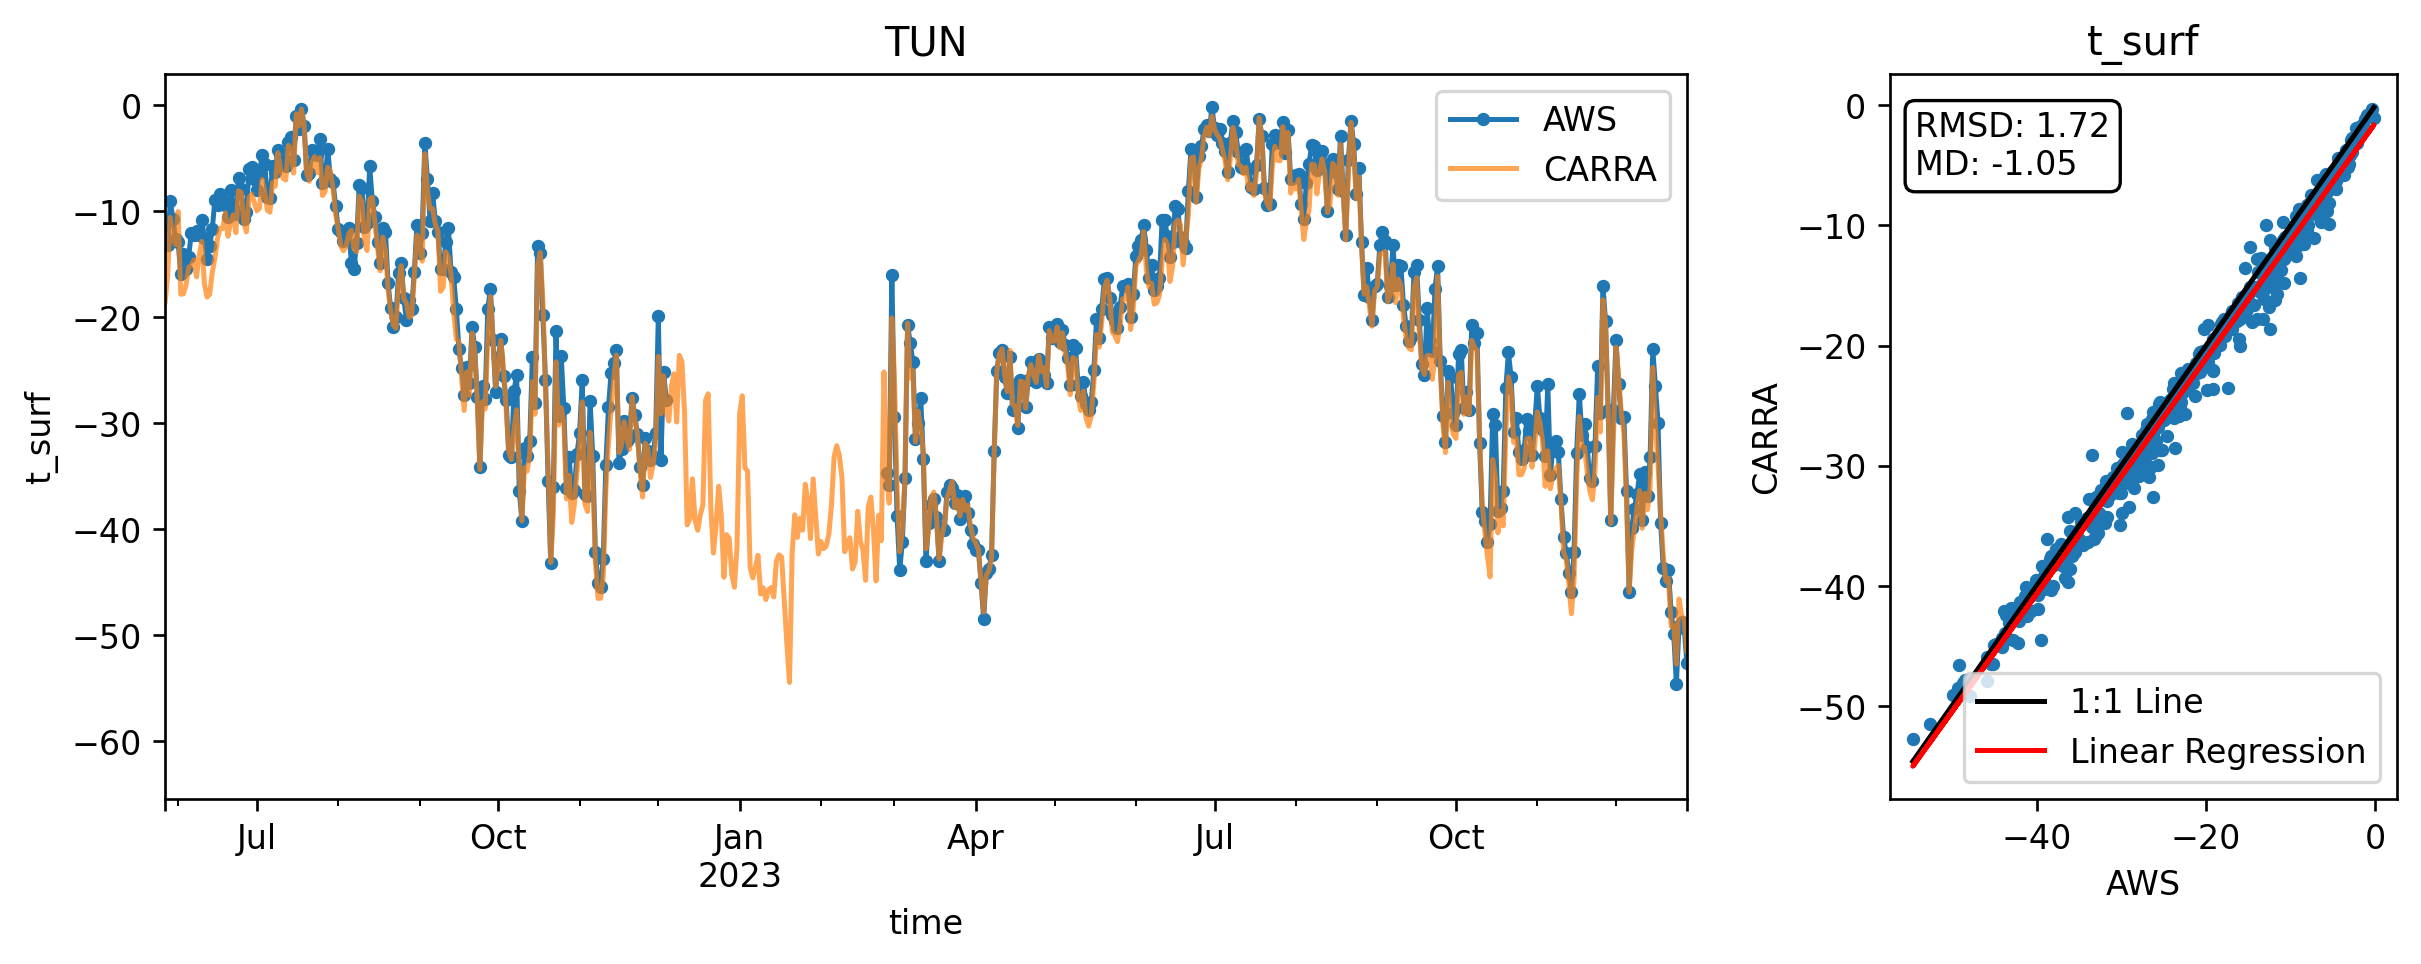 TUN
t_surf
0
−10
−20
−30
−40
−50
−60
AWS
CARRA
Jul
Oct
Jan
2023
Apr
Jul
Oct
time
t_surf
CARRA
0
−10
−20
−30
−40
−50
RMSD: 1.72
MD: -1.05
1:1 Line
Linear Regression
−40
−20
0
AWS